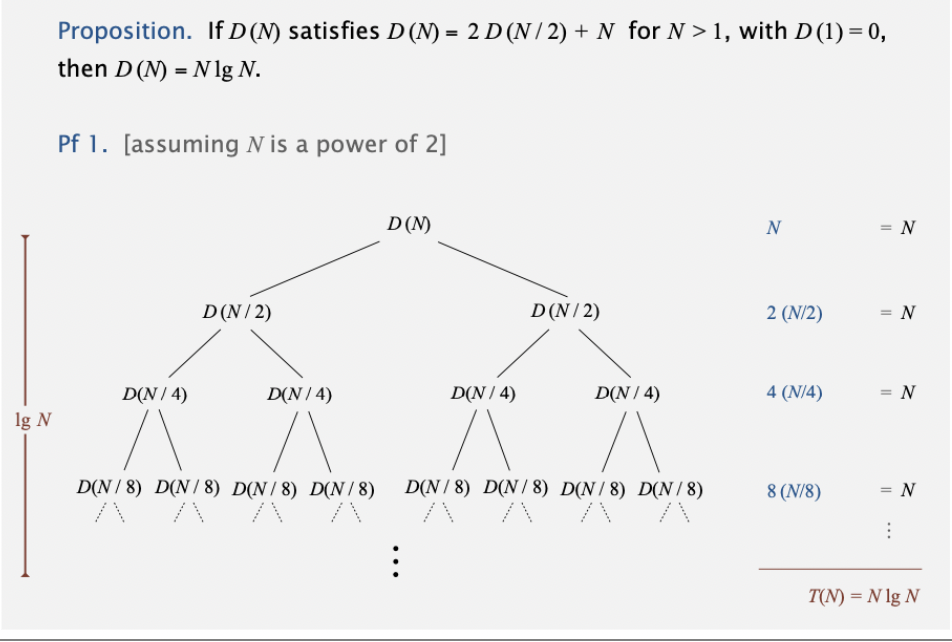 Proposition. If D (N) satisfies D (N) = 2 D (N / 2) + N for N > 1, with D (1) = 0,
then D (N) = N lg N.
Pf 1. [assuming N is a power of 2]
D (N)
N = N
D (N / 2) D (N / 2)
2 (N/2) = N
D(N / 4) D(N / 4) D(N / 4) D(N / 4)
4 (N/4) = N
lg N
D(N / 8) D(N / 8) D(N / 8) D(N / 8) D(N / 8) D(N / 8) D(N / 8) D(N / 8)
8 (N/8) = N
⋮
⋮
T(N) = N lg N